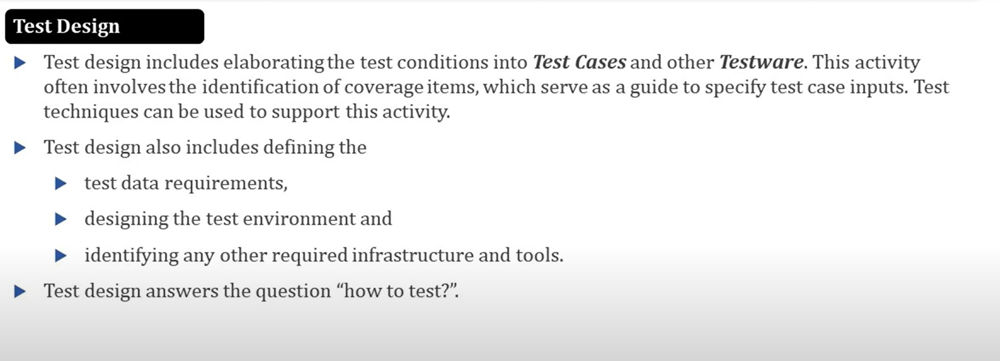 Test Design
Test design includes elaborating the test conditions into Test Cases and other Testware. This activity
often involves the identification of coverage items, which serve as a guide to specify test case inputs. Test
techniques can be used to support this activity.
Test design also includes defining the
test data requirements,
designing the test environment and
identifying any other required infrastructure and tools.
Test design answers the question “how to test?”.